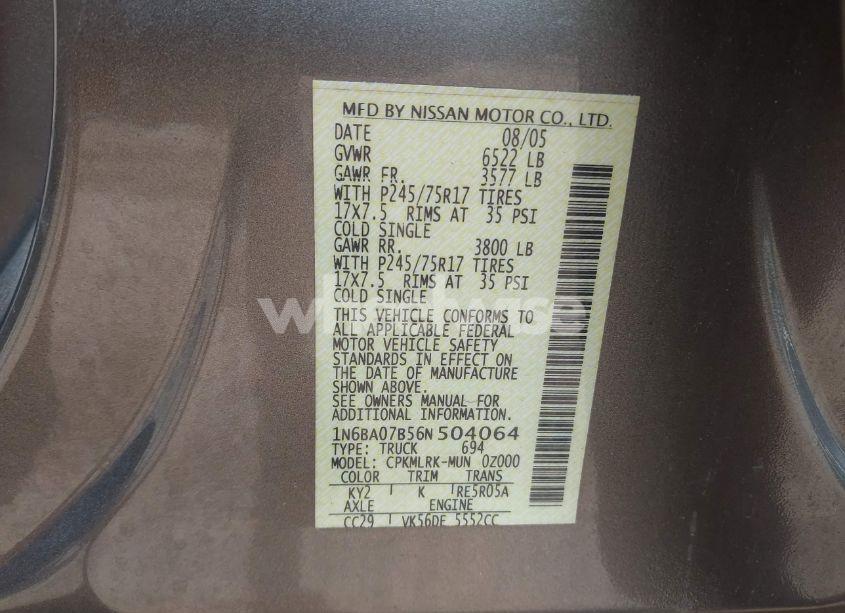 MFD BY NISSAN MOTOR CO., LTD.
DATE 08/05
GVWR 6522 LB
GAWR FR. 3577 LB
WITH P245/75R17 TIRES
17X7.5 RIMS AT 35 PSI
COLD SINGLE
GAWR RR. 3800 LB
WITH P245/75R17 TIRES
17X7.5 RIMS AT 35 PSI
COLD SINGLE
THIS VEHICLE CONFORMS TO
ALL APPLICABLE FEDERAL
MOTOR VEHICLE SAFETY
STANDARDS IN EFFECT ON
THE DATE OF MANUFACTURE
SHOWN ABOVE.
SEE OWNERS MANUAL FOR
ADDITIONAL INFORMATION.
1N6BA07B56N504064
TYPE: TRUCK 694
MODEL: CPKMLRK-MUN 0Z000
COLOR TRIM TRANS
KY2 K RE5R05A
AXLE ENGINE
CC29 VK56DE 5552CC